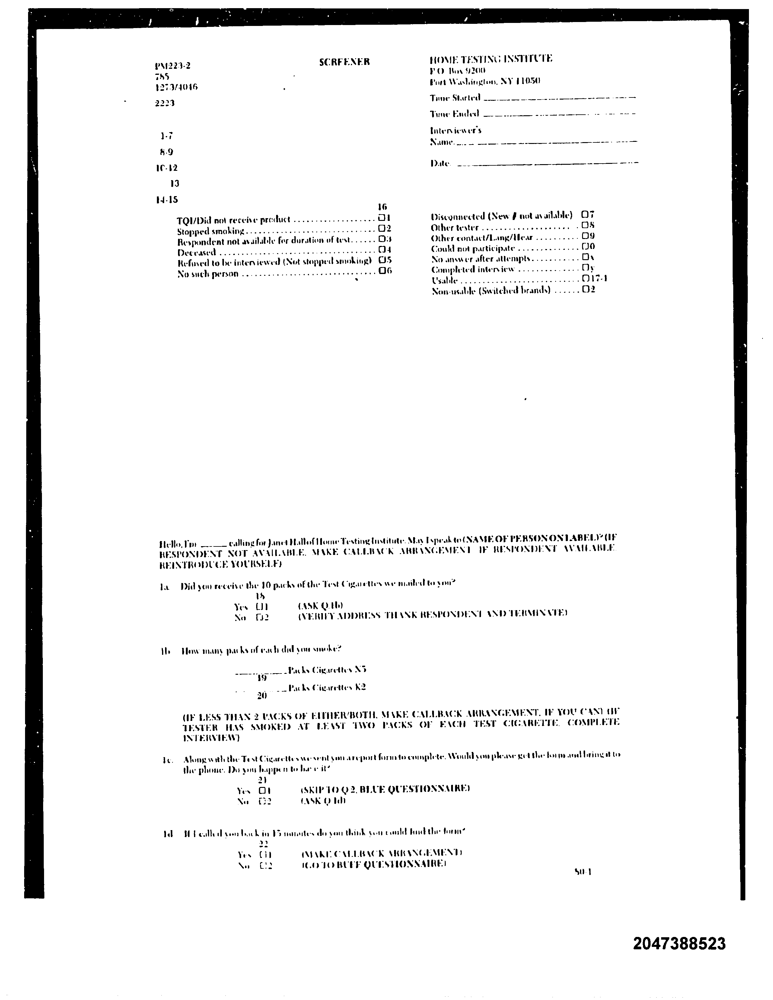 PM223-2
785
1273/4016
2223
SCREENER
HOME TESTING INSTITUTE
P.O. Box 9200
Port Washington, NY 11050
Time Started
Time Ended
Interviewer's
Name
Date
1-7
8-9
10-12
13
14-15
16
TQI/Did not receive product .................. ☐1
Stopped smoking ............................ ☐2
Respondent not available for duration of test ..... ☐3
Deceased ................................... ☐4
Refused to be interviewed (Not stopped smoking) ☐5
No such person ............................. ☐6
Disconnected (New # not available) ☐7
Other tester ..................... ☐8
Other contact/Lang/Hear .......... ☐9
Could not participate ............. ☐0
No answer after attempts .......... ☐x
Completed interview ............. ☐y
Usable .......................... ☐17-1
Non-usable (Switched brands) ...... ☐2
Hello, I'm ______ calling for Janet Hall of Home Testing Institute. May I speak to (NAME OF PERSON ON LABEL)? (IF
RESPONDENT NOT AVAILABLE, MAKE CALLBACK ARRANGEMENT. IF RESPONDENT AVAILABLE
REINTRODUCE YOURSELF)
1a. Did you receive the 10 packs of the Test Cigarettes we mailed to you?
18
Yes ☐1 (ASK Q.1b)
No ☐2 (VERIFY ADDRESS THANK RESPONDENT AND TERMINATE)
1b. How many packs of each did you smoke?
______ Packs Cigarettes X5
19
______ Packs Cigarettes K2
20
(IF LESS THAN 2 PACKS OF EITHER/BOTH, MAKE CALLBACK ARRANGEMENT, IF YOU CAN) (IF
TESTER HAS SMOKED AT LEAST TWO PACKS OF EACH TEST CIGARETTE, COMPLETE
INTERVIEW)
1c. Along with the Test Cigarettes we sent you a report form to complete. Would you please get the form and bring it to
the phone. Do you happen to have it?
21
Yes ☐1 (SKIP TO Q.2, BLUE QUESTIONNAIRE)
No ☐2 (ASK Q.1d)
1d. If I called you back in 15 minutes do you think you could find the form?
22
Yes ☐1 (MAKE CALLBACK ARRANGEMENT)
No ☐2 (GO TO BUFF QUESTIONNAIRE)
80-1
2047388523